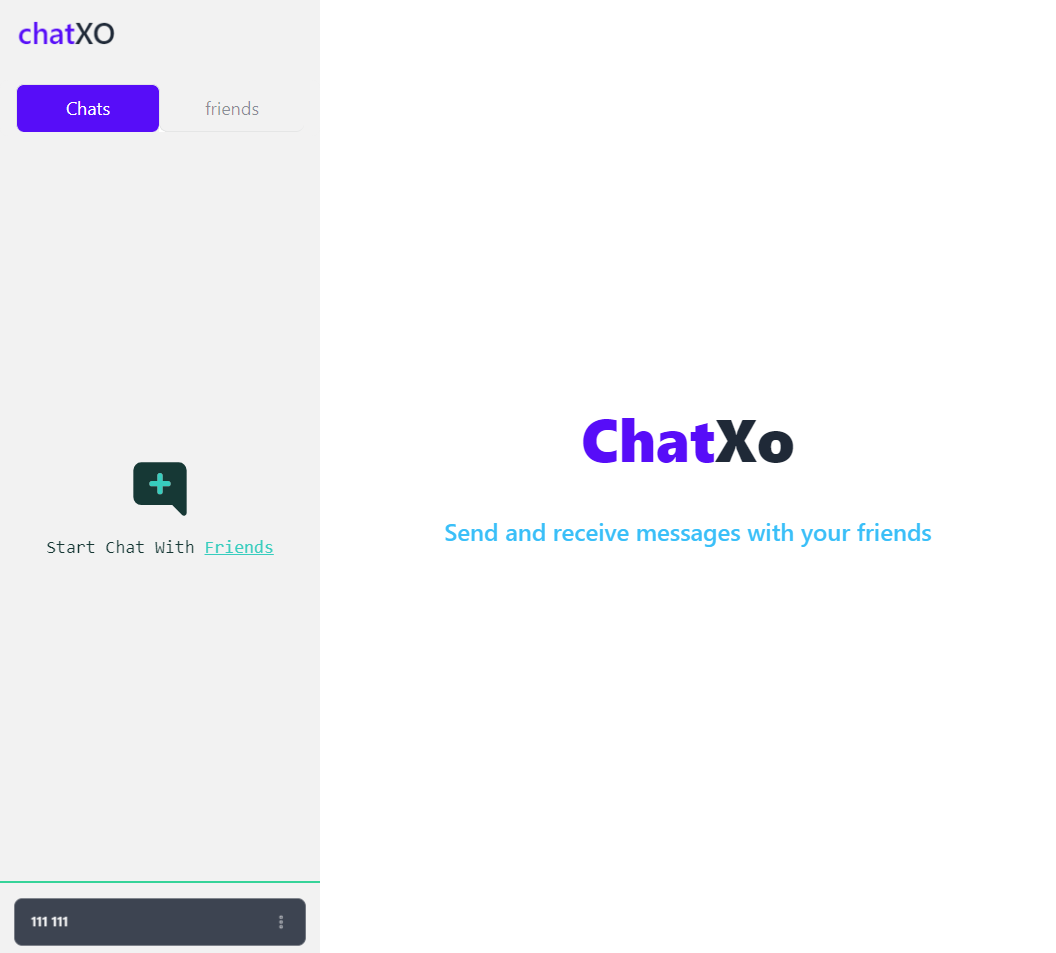 chatXO
Chats
friends
ChatXo
Send and receive messages with your friends
Start Chat With Friends
111 111